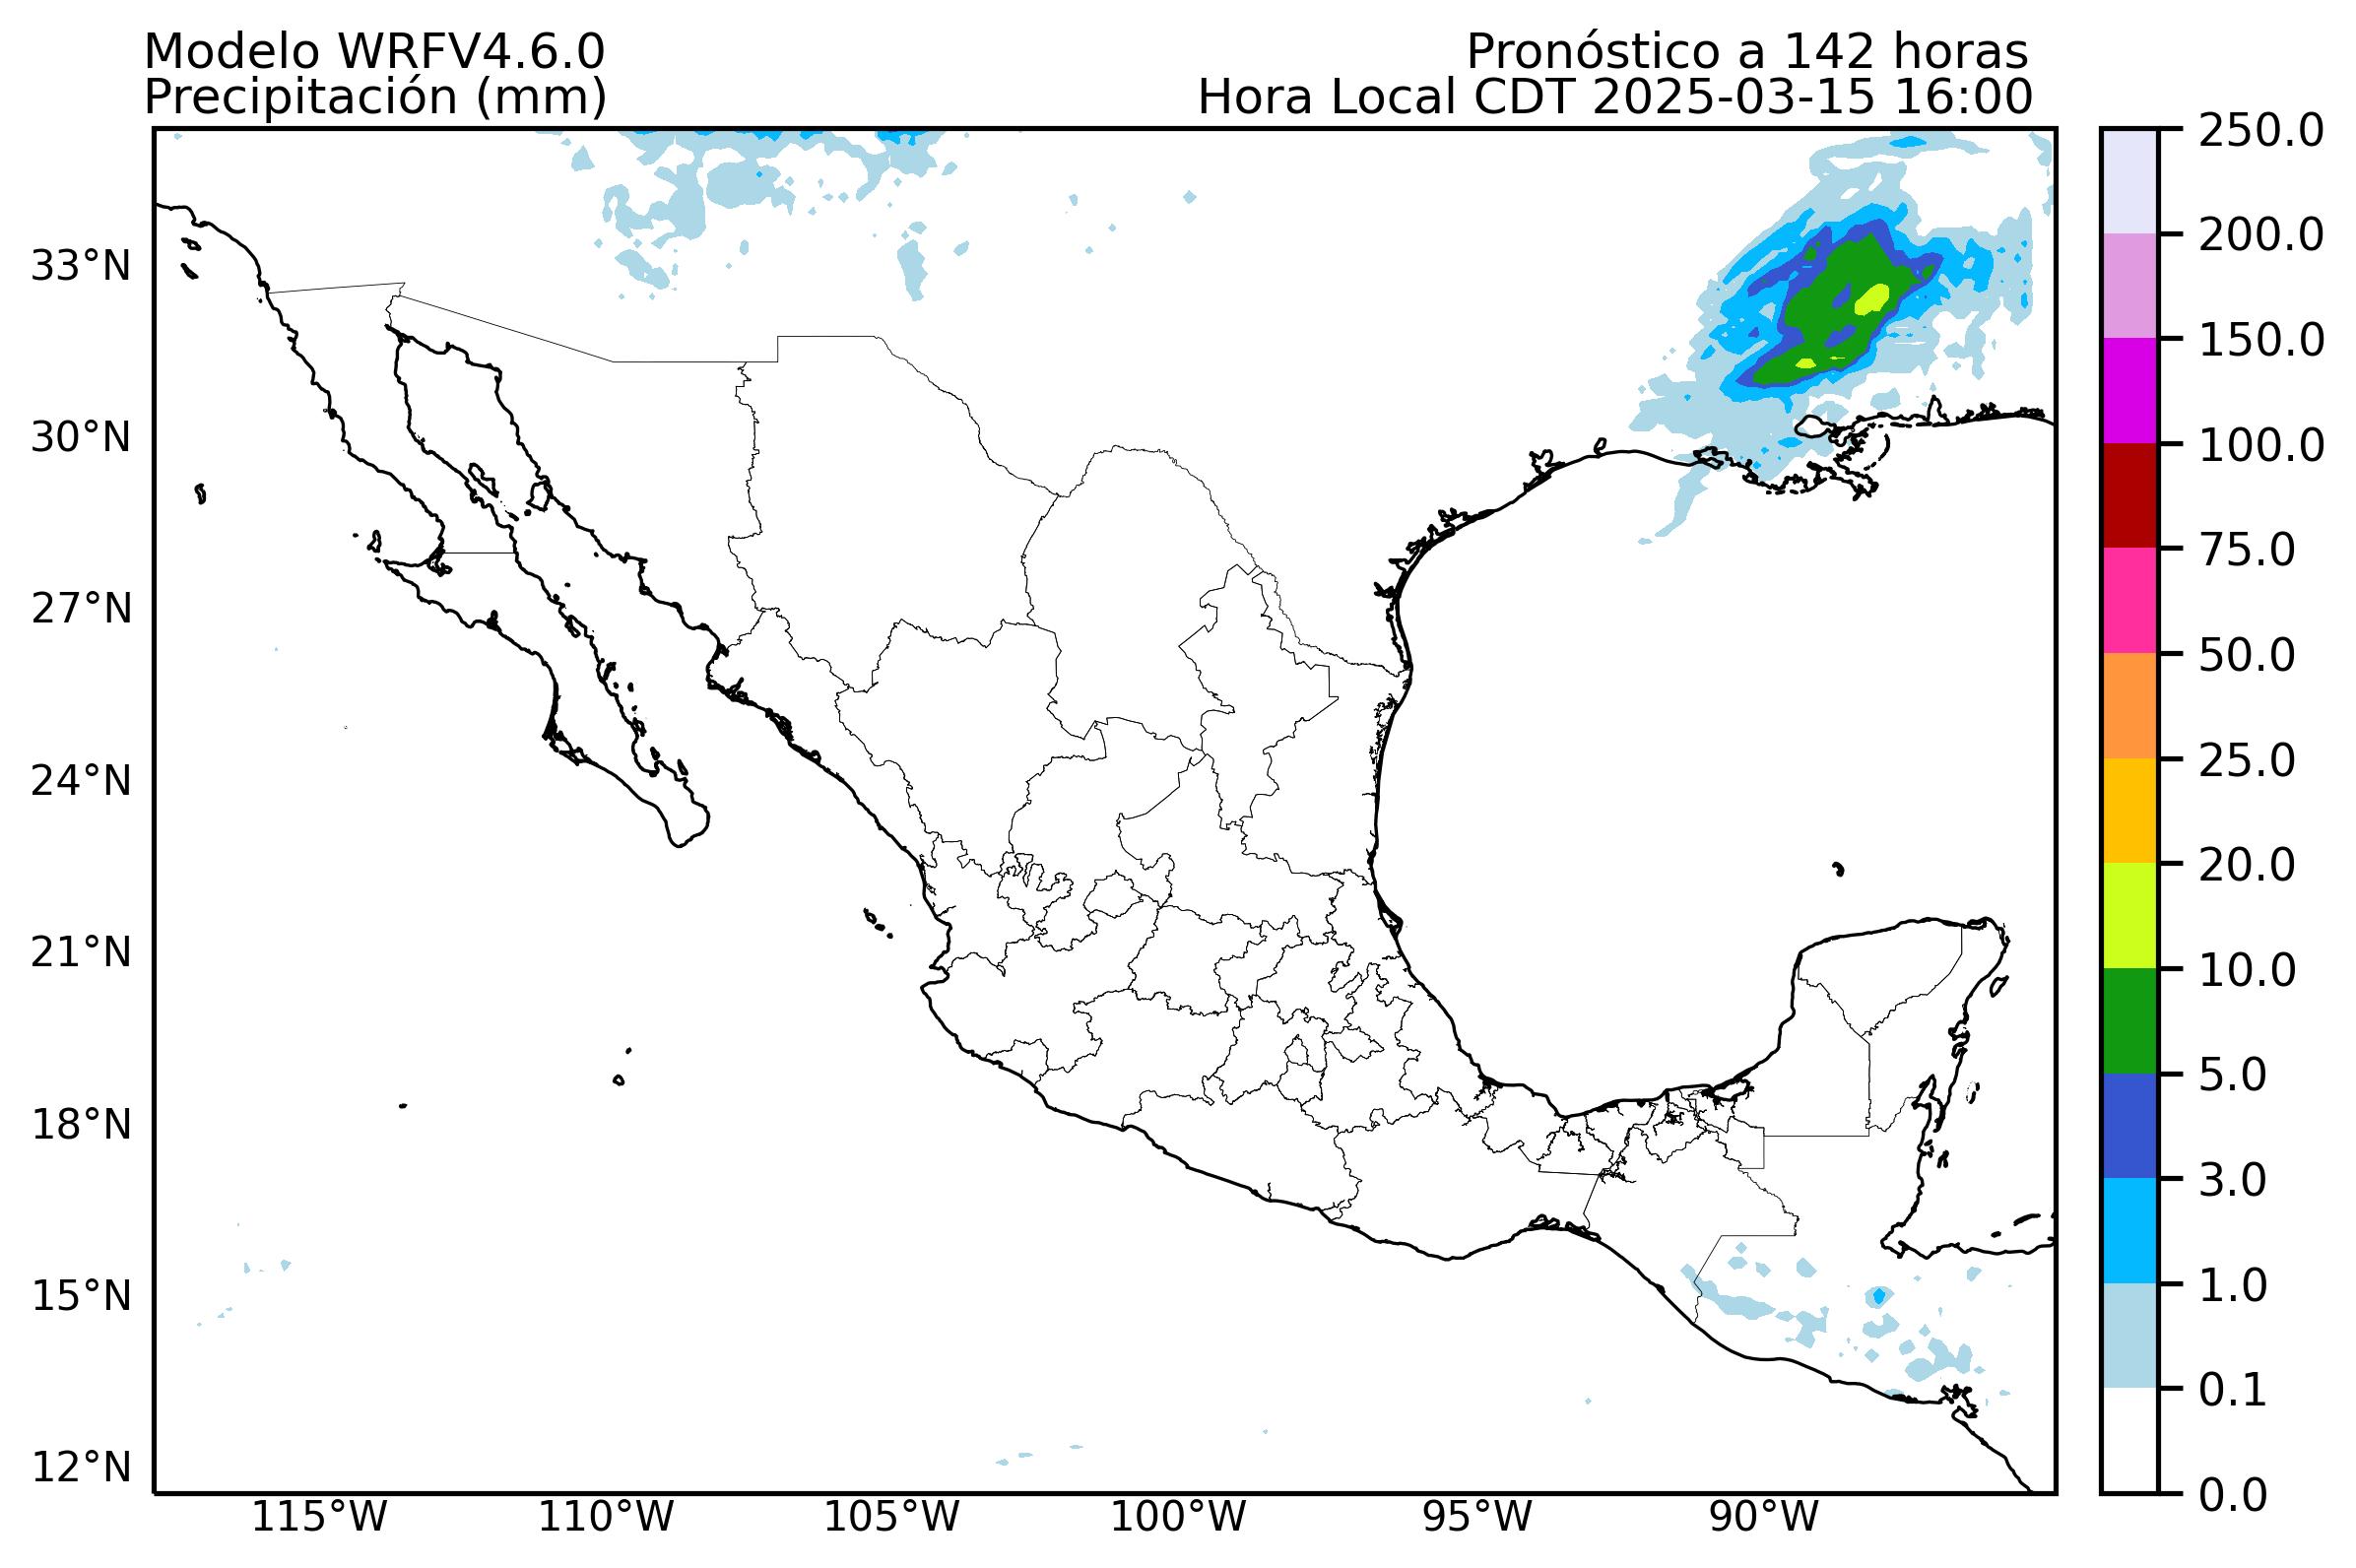 Modelo WRFV4.6.0
Pronóstico a 142 horas
Precipitación (mm)
Hora Local CDT 2025-03-15 16:00
33°N
30°N
27°N
24°N
21°N
18°N
15°N
12°N
115°W
110°W
105°W
100°W
95°W
90°W
250.0
200.0
150.0
100.0
75.0
50.0
25.0
20.0
10.0
5.0
3.0
1.0
0.1
0.0